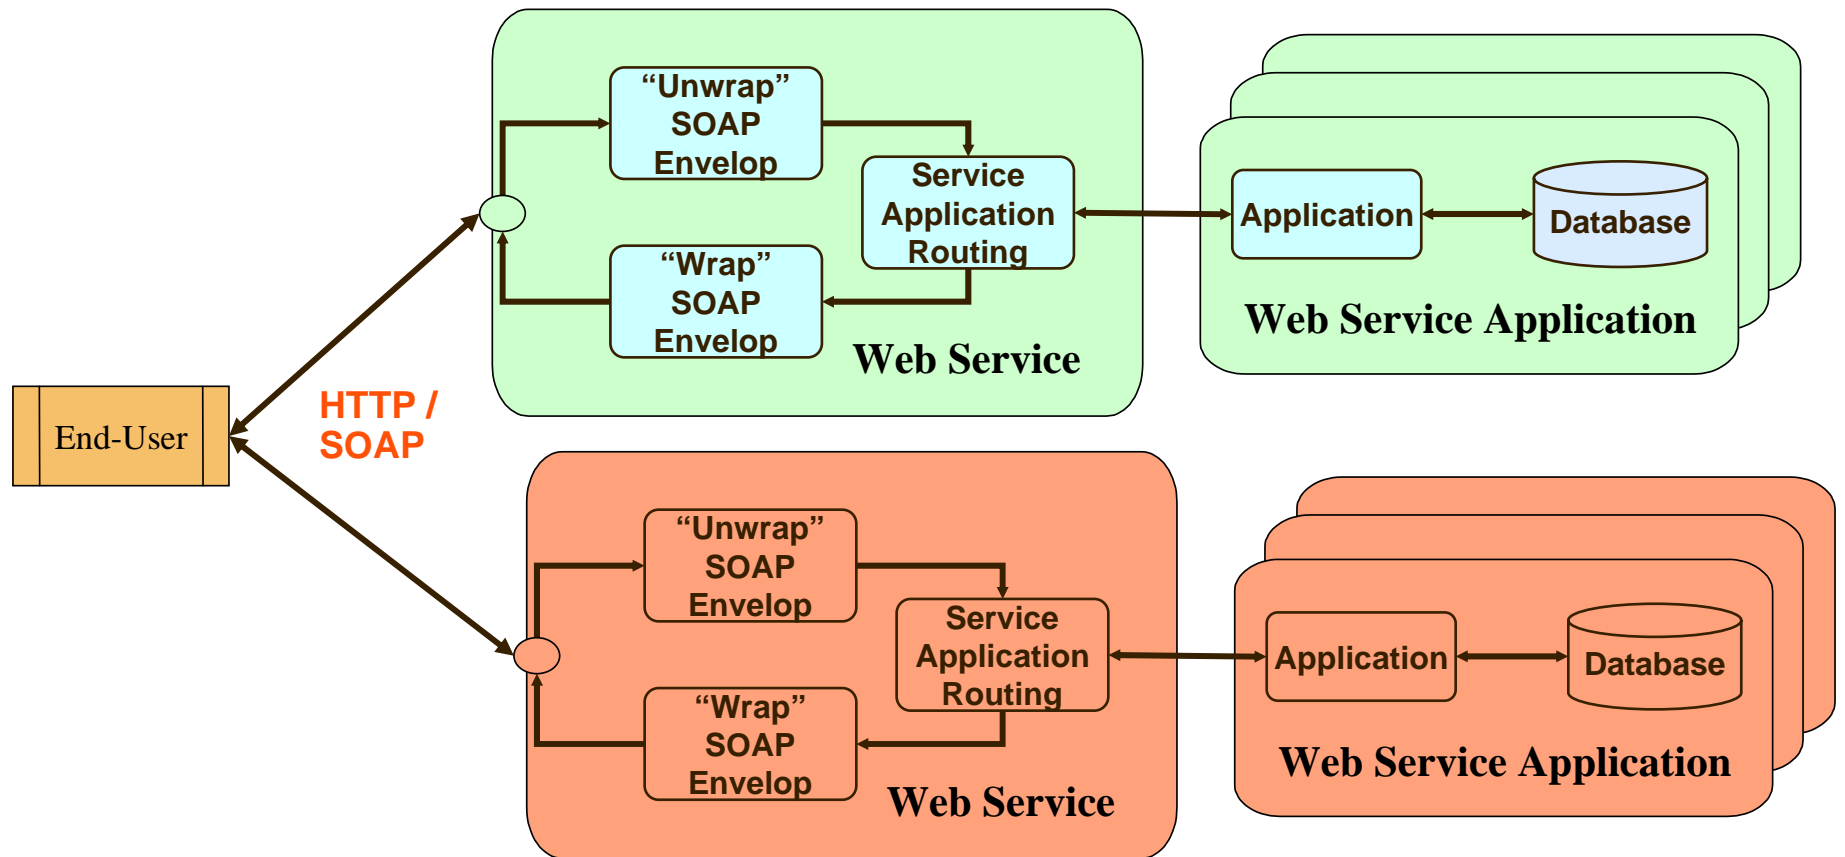 “Unwrap”
SOAP
Envelop
Service
Application
Routing
“Wrap”
SOAP
Envelop
Web Service
Application
Database
Web Service Application
End-User
HTTP /
SOAP
“Unwrap”
SOAP
Envelop
Service
Application
Routing
“Wrap”
SOAP
Envelop
Web Service
Application
Database
Web Service Application